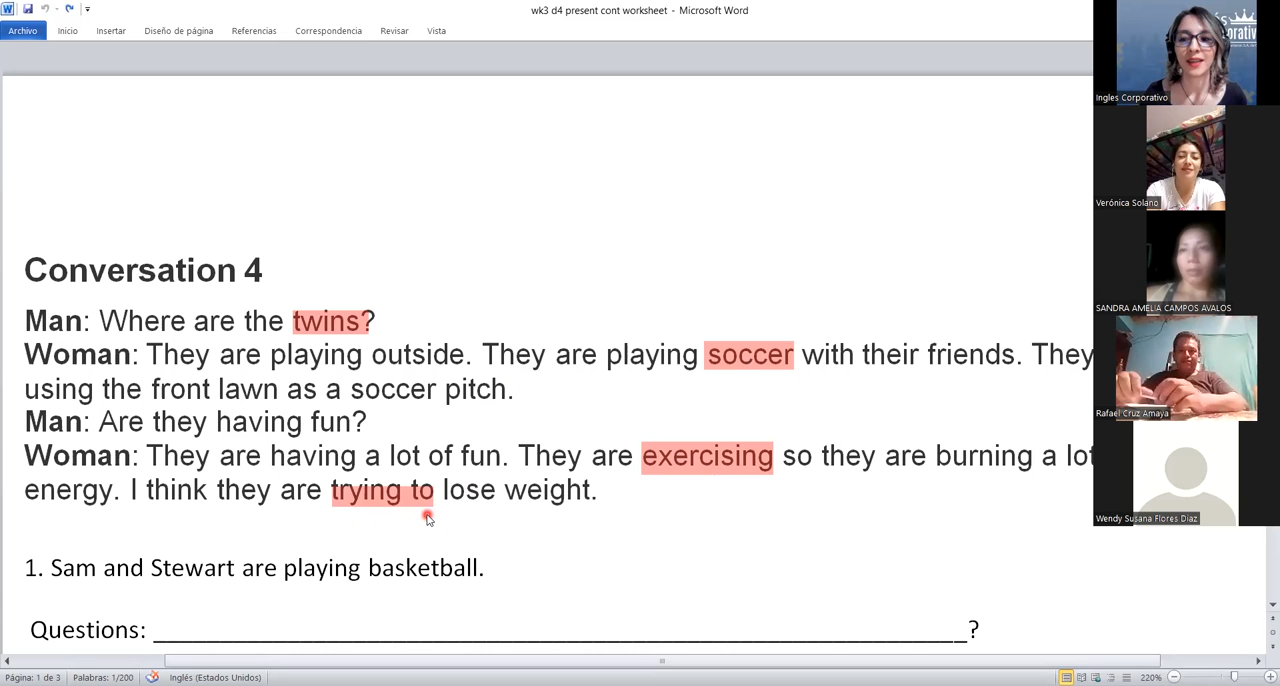 wk3 d4 present cont worksheet - Microsoft Word
Archivo Inicio Insertar Diseño de página Referencias Correspondencia Revisar Vista
Conversation 4
Man: Where are the twins?
Woman: They are playing outside. They are playing soccer with their friends. They
using the front lawn as a soccer pitch.
Man: Are they having fun?
Woman: They are having a lot of fun. They are exercising so they are burning a lot
energy. I think they are trying to lose weight.
1. Sam and Stewart are playing basketball.
Questions: ______________________________________________________________?
Página: 1 de 3 Palabras: 1/200 Inglés (Estados Unidos) 220%
Ingles Corporativo
Verónica Solano
SANDRA AMELIA CAMPOS AVALOS
Rafael Cruz Amaya
Wendy Susana Flores Diaz